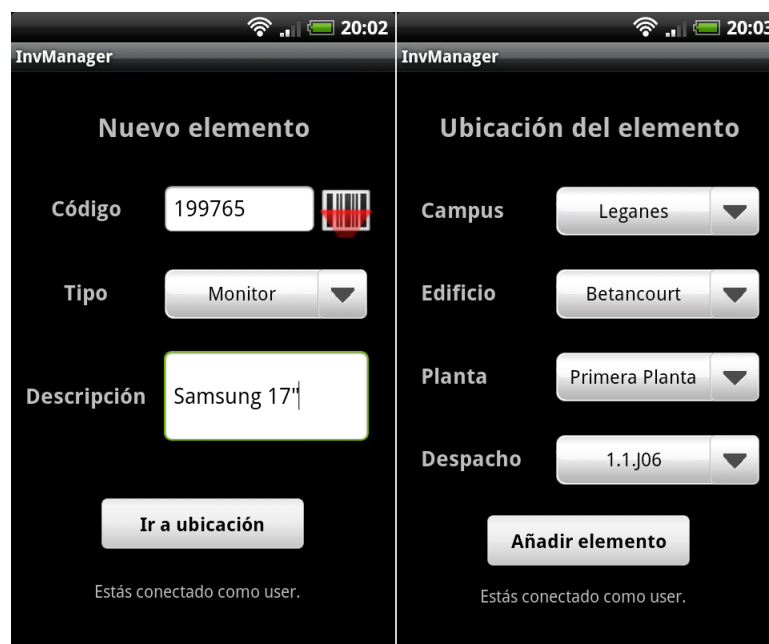 20:02
InvManager
Nuevo elemento
Código 199765
Tipo Monitor
Descripción Samsung 17"
Ir a ubicación
Estás conectado como user.
20:03
InvManager
Ubicación del elemento
Campus Leganes
Edificio Betancourt
Planta Primera Planta
Despacho 1.1.J06
Añadir elemento
Estás conectado como user.